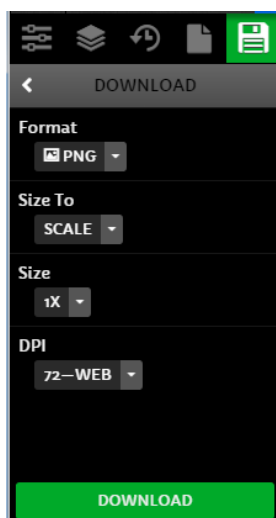 DOWNLOAD
Format
PNG
Size To
SCALE
Size
1X
DPI
72—WEB
DOWNLOAD